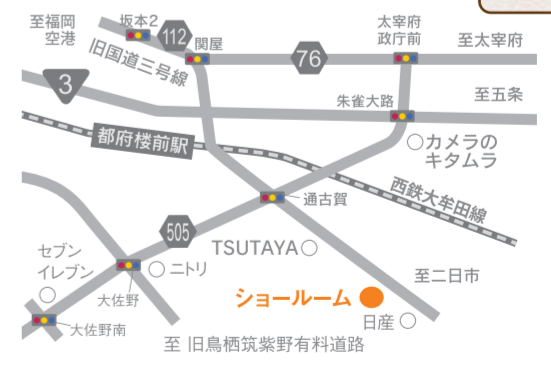 至福岡
空港
坂本2
112
関屋
旧国道三号線
76
太宰府
政庁前
至太宰府
3
朱雀大路
至五条
都府楼前駅
カメラの
キタムラ
西鉄大牟田線
通古賀
505
TSUTAYA
セブン
イレブン
ニトリ
大佐野
至二日市
ショールーム
日産
大佐野南
至 旧鳥栖筑紫野有料道路